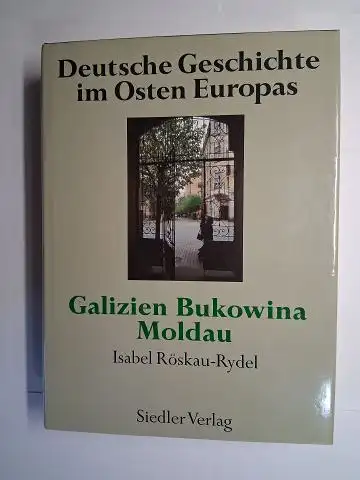 Deutsche Geschichte
im Osten Europas
Galizien Bukowina
Moldau
Isabel Röskau-Rydel
Siedler Verlag